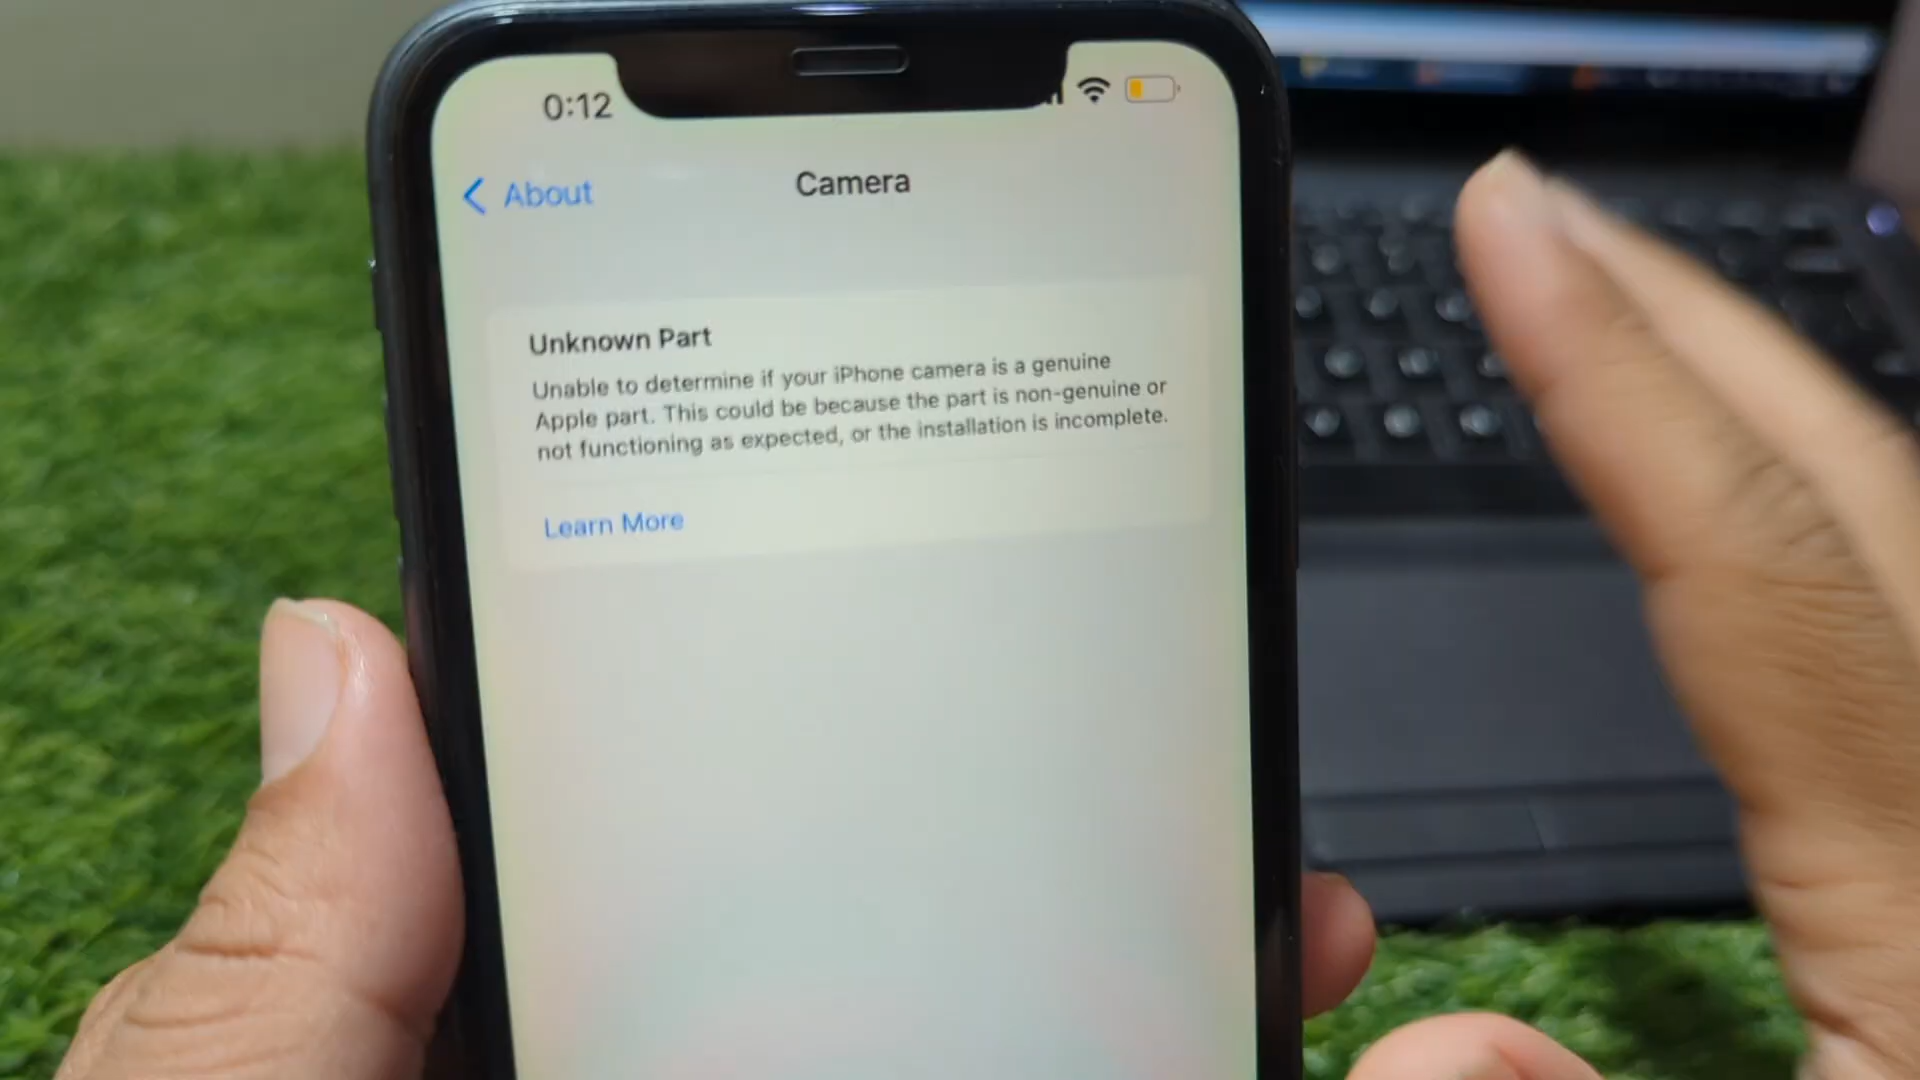 0:12
About
Camera
Unknown Part
Unable to determine if your iPhone camera is a genuine
Apple part. This could be because the part is non-genuine or
not functioning as expected, or the installation is incomplete.
Learn More